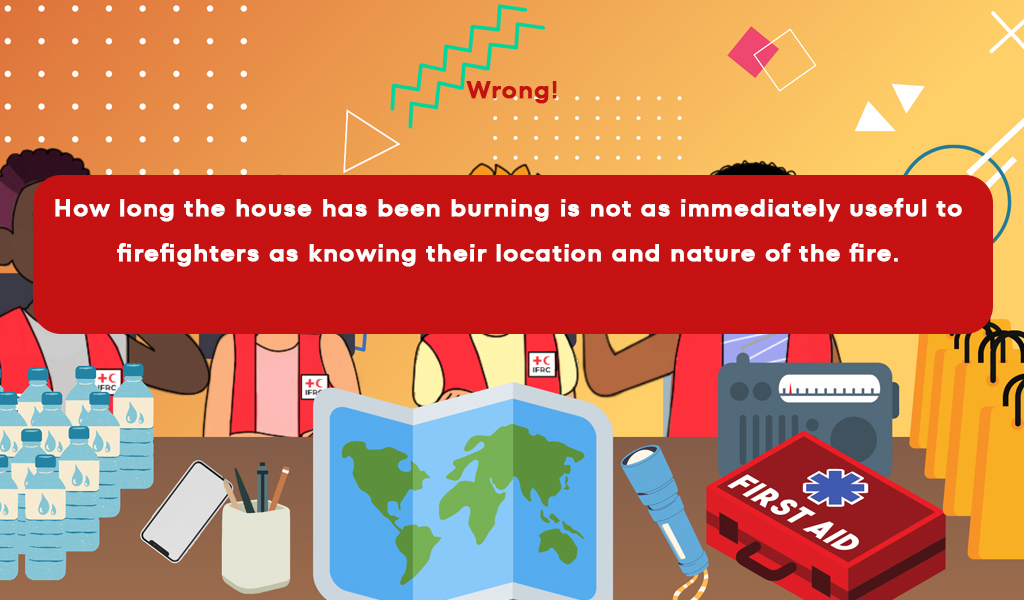 Wrong!
How long the house has been burning is not as immediately useful to
firefighters as knowing their location and nature of the fire.
IFRC
IFRC
IFRC
FIRST AID